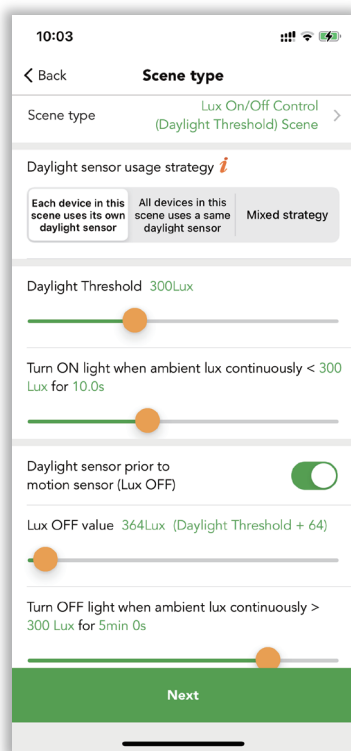 10:03
Back
Scene type
Scene type
Lux On/Off Control
(Daylight Threshold) Scene
Daylight sensor usage strategy i
Each device in this
scene uses its own
daylight sensor
All devices in this
scene uses a same
daylight sensor
Mixed strategy
Daylight Threshold 300Lux
Turn ON light when ambient lux continuously < 300
Lux for 10.0s
Daylight sensor prior to
motion sensor (Lux OFF)
Lux OFF value 364Lux (Daylight Threshold + 64)
Turn OFF light when ambient lux continuously >
300 Lux for 5min 0s
Next